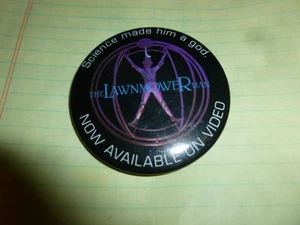 Science made him a god.
THE LAWNMOWER MAN
NOW AVAILABLE ON VIDEO